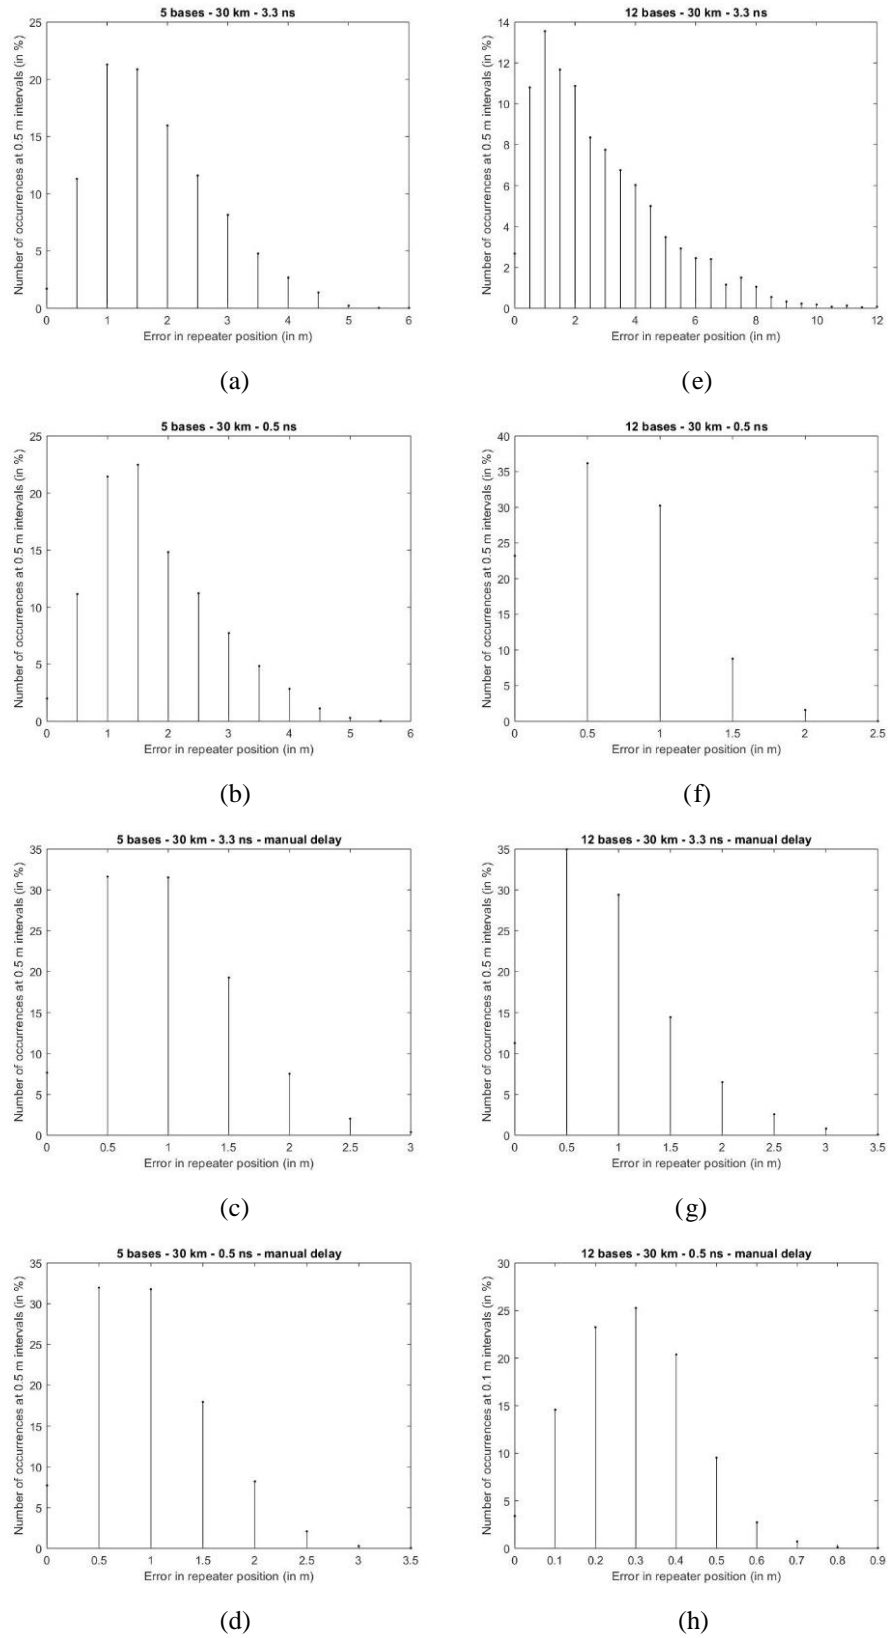 5 bases - 30 km - 3.3 ns
Number of occurrences at 0.5 m intervals (in %)
25
20
15
10
5
0
0 1 2 3 4 5 6
Error in repeater position (in m)
(a)
12 bases - 30 km - 3.3 ns
Number of occurrences at 0.5 m intervals (in %)
14
12
10
8
6
4
2
0
0 2 4 6 8 10 12
Error in repeater position (in m)
(e)
5 bases - 30 km - 0.5 ns
Number of occurrences at 0.5 m intervals (in %)
25
20
15
10
5
0
0 1 2 3 4 5 6
Error in repeater position (in m)
(b)
12 bases - 30 km - 0.5 ns
Number of occurrences at 0.5 m intervals (in %)
40
35
30
25
20
15
10
5
0
0 0.5 1 1.5 2 2.5
Error in repeater position (in m)
(f)
5 bases - 30 km - 3.3 ns - manual delay
Number of occurrences at 0.5 m intervals (in %)
35
30
25
20
15
10
5
0
0 0.5 1 1.5 2 2.5 3
Error in repeater position (in m)
(c)
12 bases - 30 km - 3.3 ns - manual delay
Number of occurrences at 0.5 m intervals (in %)
35
30
25
20
15
10
5
0
0 0.5 1 1.5 2 2.5 3 3.5
Error in repeater position (in m)
(g)
5 bases - 30 km - 0.5 ns - manual delay
Number of occurrences at 0.5 m intervals (in %)
35
30
25
20
15
10
5
0
0 0.5 1 1.5 2 2.5 3 3.5
Error in repeater position (in m)
(d)
12 bases - 30 km - 0.5 ns - manual delay
Number of occurrences at 0.1 m intervals (in %)
30
25
20
15
10
5
0
0 0.1 0.2 0.3 0.4 0.5 0.6 0.7 0.8 0.9
Error in repeater position (in m)
(h)